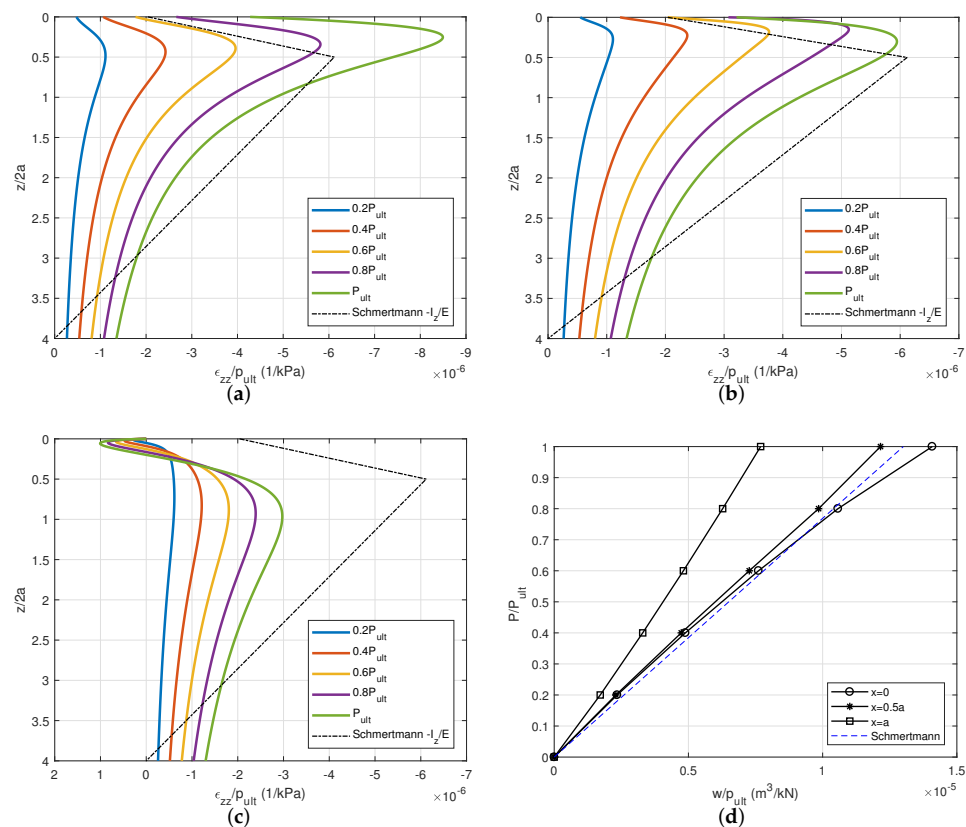 0
0.5
1
1.5
2
2.5
3
3.5
4
z/2a
0.2P_ult
0.4P_ult
0.6P_ult
0.8P_ult
P_ult
Schmertmann -I_z/E
0 -1 -2 -3 -4 -5 -6 -7 -8 -9
ϵ_zz/p_ult (1/kPa)
×10^-6
(a)
0
0.5
1
1.5
2
2.5
3
3.5
4
z/2a
0.2P_ult
0.4P_ult
0.6P_ult
0.8P_ult
P_ult
Schmertmann -I_z/E
0 -1 -2 -3 -4 -5 -6 -7
ϵ_zz/p_ult (1/kPa)
×10^-6
(b)
0
0.5
1
1.5
2
2.5
3
3.5
4
z/2a
0.2P_ult
0.4P_ult
0.6P_ult
0.8P_ult
P_ult
Schmertmann -I_z/E
2 1 0 -1 -2 -3 -4 -5 -6 -7
ϵ_zz/p_ult (1/kPa)
×10^-6
(c)
1
0.9
0.8
0.7
0.6
0.5
0.4
0.3
0.2
0.1
0
P/P_ult
x=0
x=0.5a
x=a
Schmertmann
0 0.5 1 1.5
w/p_ult (m^3/kN)
×10^-5
(d)